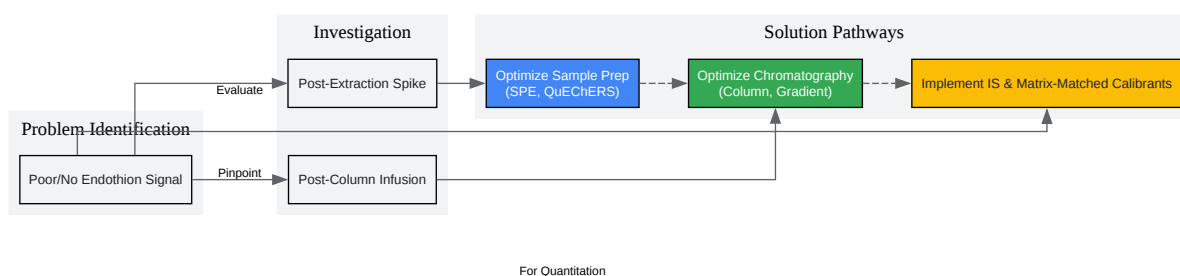 Investigation
Solution Pathways
Post-Extraction Spike
Optimize Sample Prep
(SPE, QuEChERS)
Optimize Chromatography
(Column, Gradient)
Implement IS & Matrix-Matched Calibrants
Evaluate
Problem Identification
Poor/No Endothion Signal
Pinpoint
Post-Column Infusion
For Quantitation